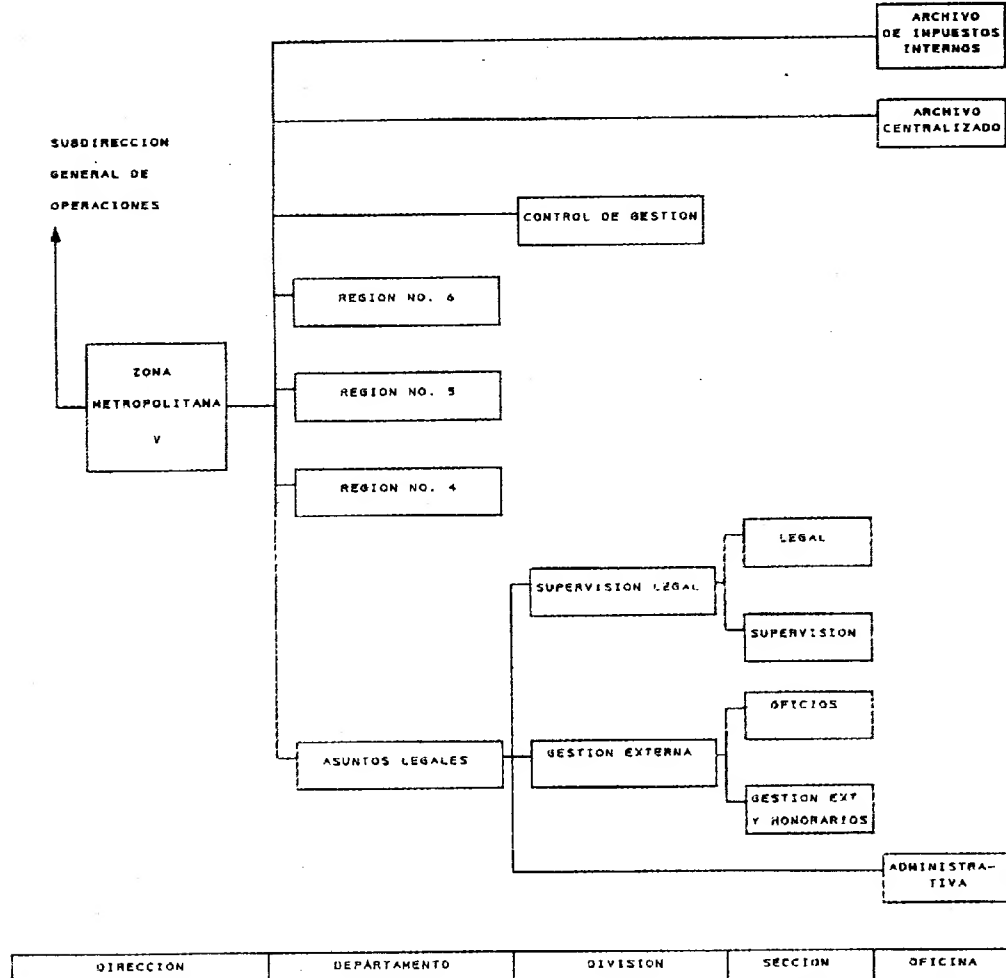 ARCHIVO
DE IMPUESTOS
INTERNOS
ARCHIVO
CENTRALIZADO
SUBDIRECCION
GENERAL DE
OPERACIONES
CONTROL DE GESTION
REGION NO. 6
ZONA
METROPOLITANA
V
REGION NO. 5
REGION NO. 4
LEGAL
SUPERVISION LEGAL
SUPERVISION
OFICIOS
ASUNTOS LEGALES
GESTION EXTERNA
GESTION EXT
Y HONORARIOS
ADMINISTRA-
TIVA
DIRECCION
DEPARTAMENTO
DIVISION
SECCION
OFICINA